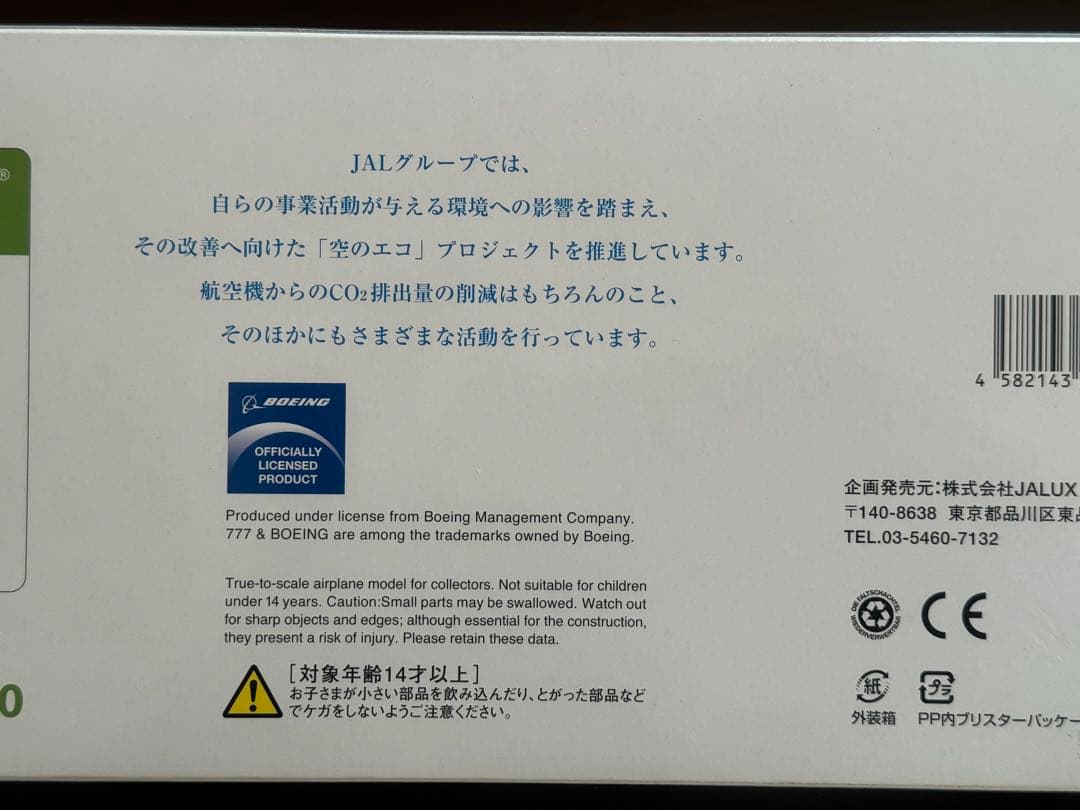 ®
JALグループでは、
自らの事業活動が与える環境への影響を踏まえ、
その改善へ向けた「空のエコ」プロジェクトを推進しています。
航空機からのCO₂排出量の削減はもちろんのこと、
そのほかにもさまざまな活動を行っています。
BOEING
OFFICIALLY
LICENSED
PRODUCT
Produced under license from Boeing Management Company.
777 & BOEING are among the trademarks owned by Boeing.
True-to-scale airplane model for collectors. Not suitable for children
under 14 years. Caution:Small parts may be swallowed. Watch out
for sharp objects and edges; although essential for the construction,
they present a risk of injury. Please retain these data.
[対象年齢14才以上]
お子さまが小さい部品を飲み込んだり、とがった部品など
でケガをしないようご注意ください。
0
4 582143
企画発売元:株式会社JALUX
〒140-8638 東京都品川区東品
TEL.03-5460-7132
DIE FALTSCHACHTEL
WIEDERVERWERTBAR
CE
紙
プラ
外装箱
PP内ブリスターパッケー